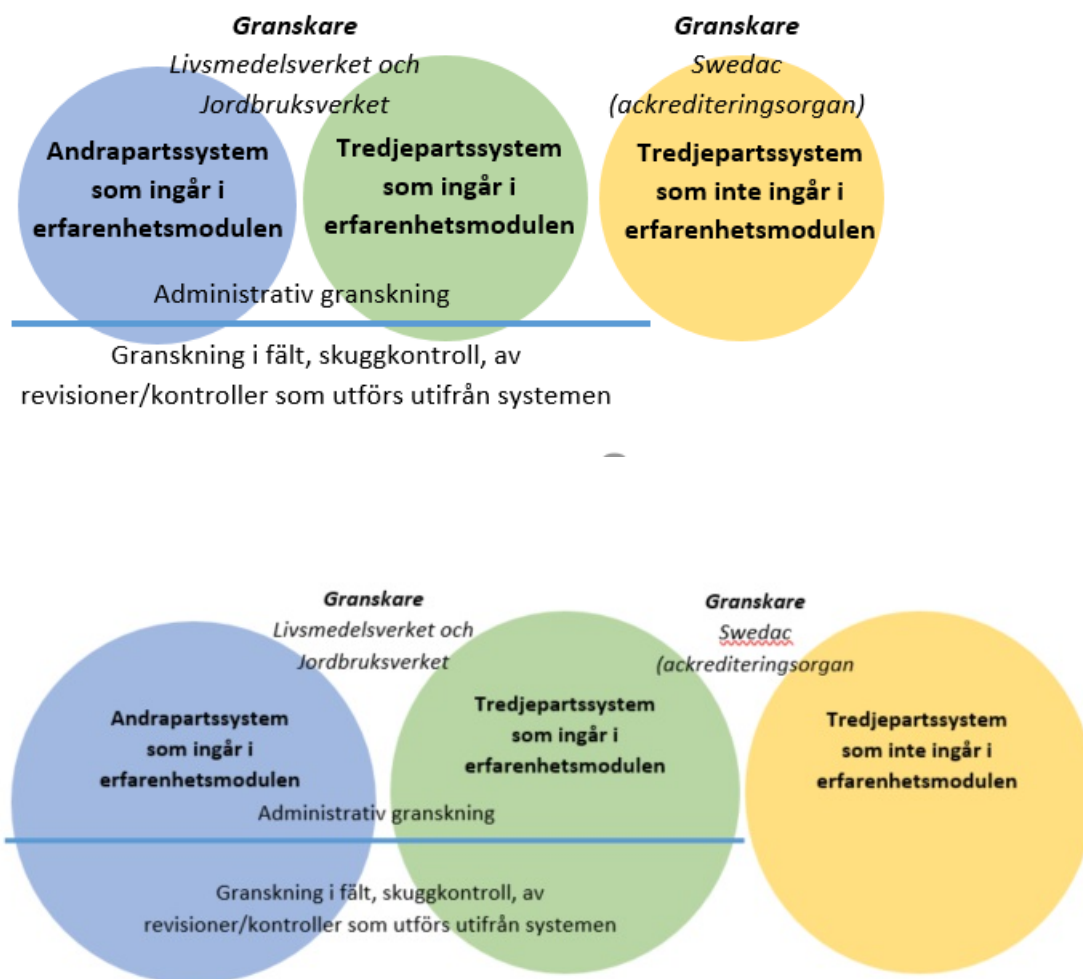 Granskare
Livsmedelsverket och
Jordbruksverket
Granskare
Swedac
(ackrediteringsorgan)
Andrapartssystem
som ingår i
erfarenhetsmodulen
Tredjepartssystem
som ingår i
erfarenhetsmodulen
Tredjepartssystem
som inte ingår i
erfarenhetsmodulen
Administrativ granskning
Granskning i fält, skuggkontroll, av
revisioner/kontroller som utförs utifrån systemen
Granskare
Livsmedelsverket och
Jordbruksverket
Granskare
Swedac
(ackrediteringsorgan
Andrapartssystem
som ingår i
erfarenhetsmodulen
Tredjepartssystem
som ingår i
erfarenhetsmodulen
Tredjepartssystem
som inte ingår i
erfarenhetsmodulen
Administrativ granskning
Granskning i fält, skuggkontroll, av
revisioner/kontroller som utförs utifrån systemen